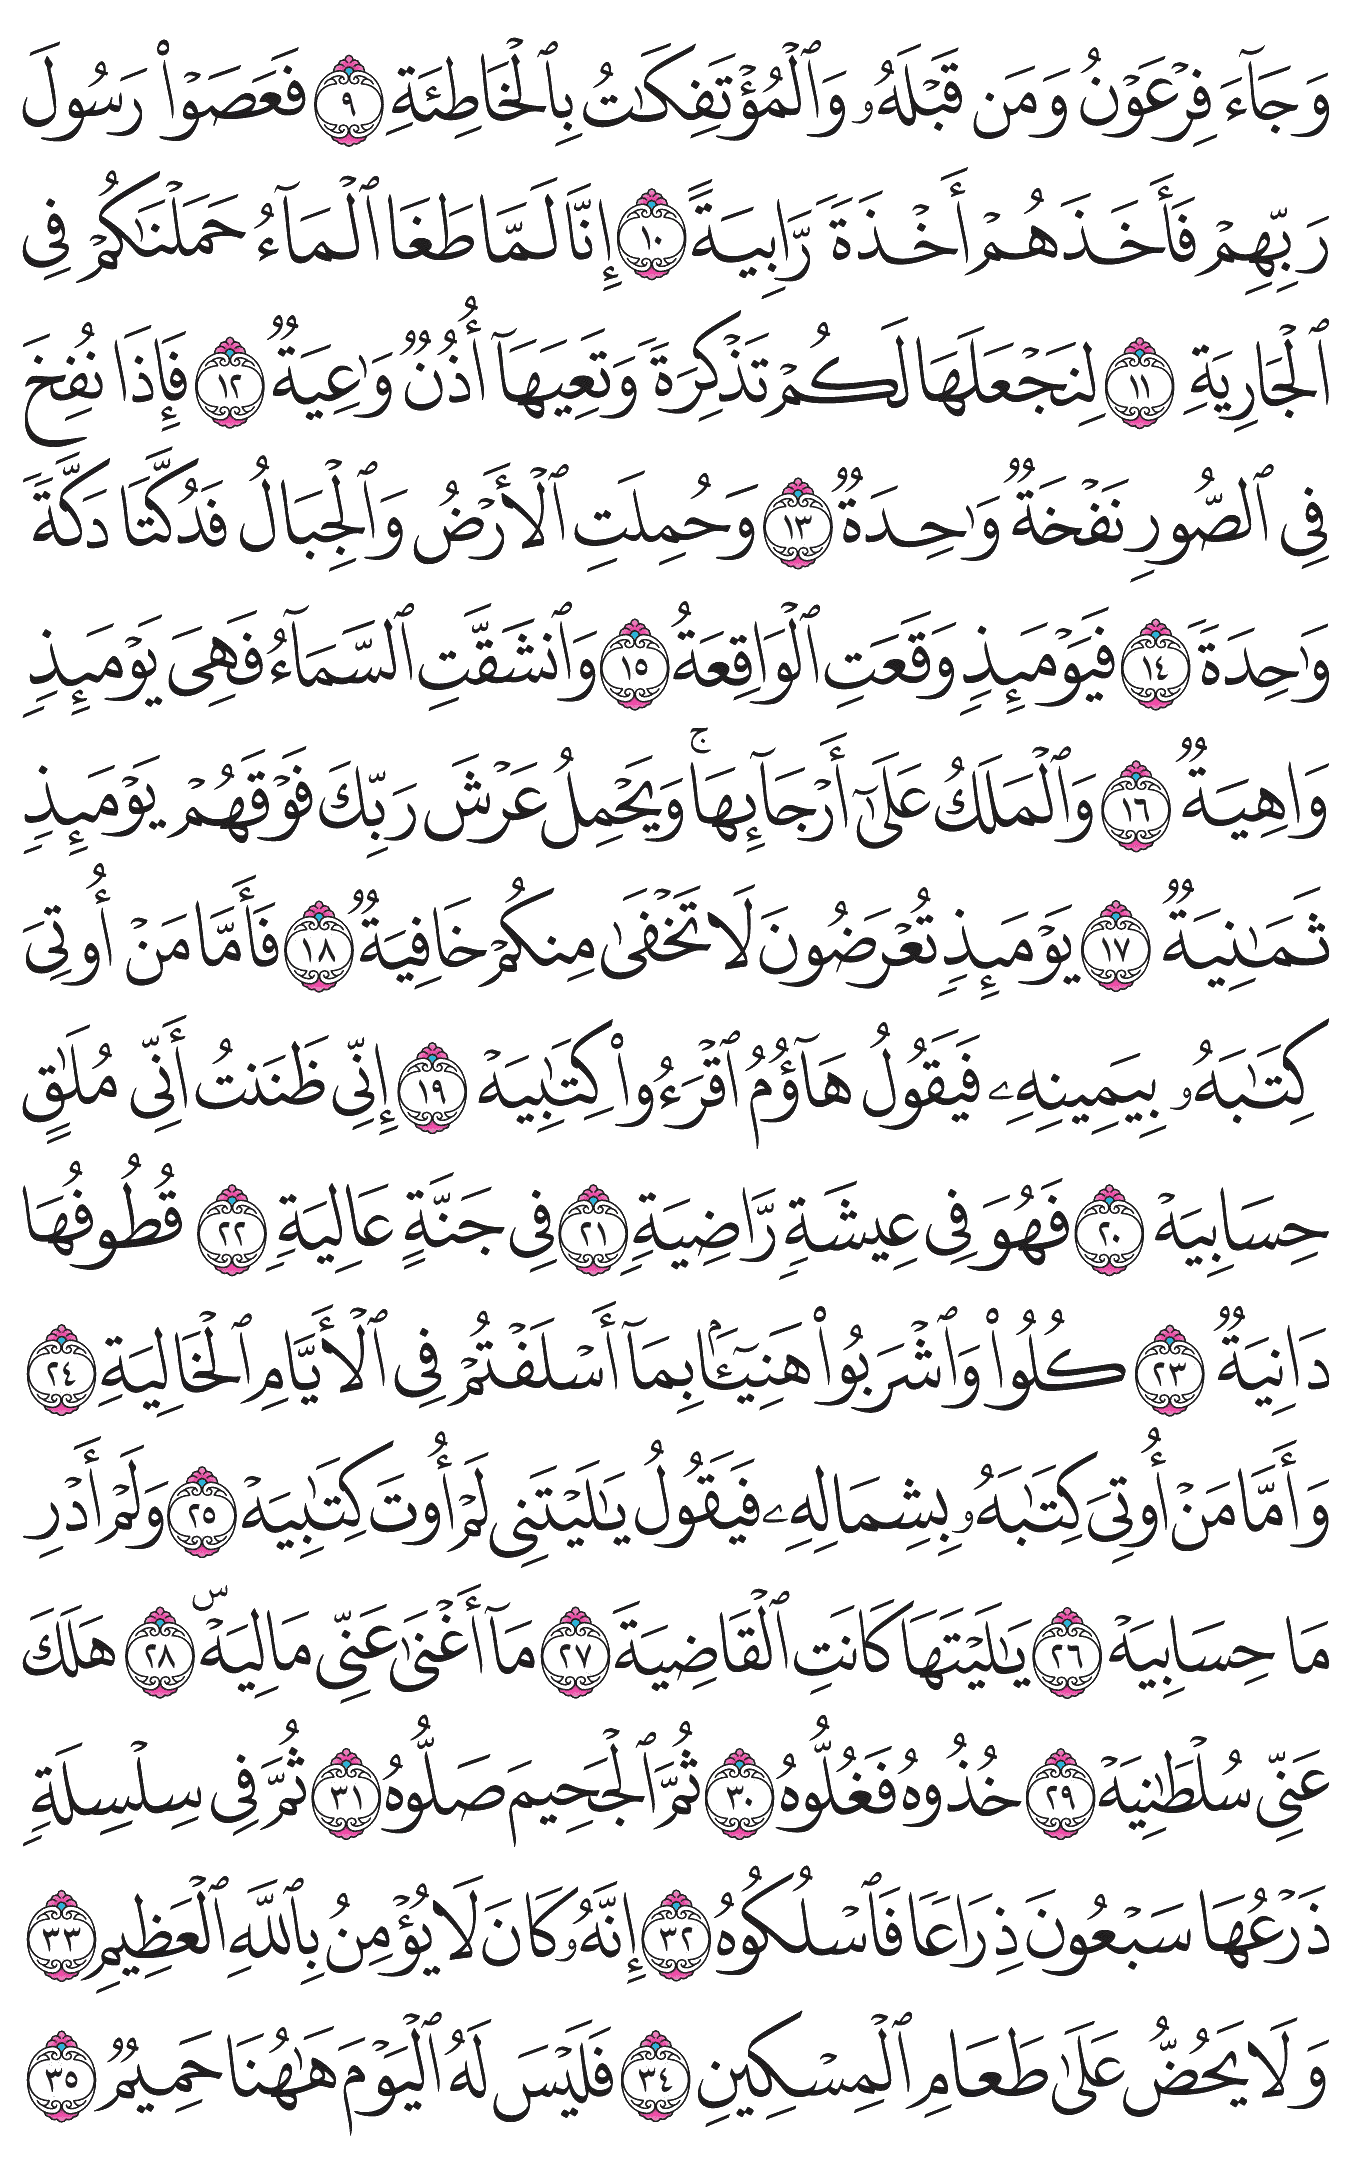 وَجَآءَ فِرْعَوْنُ وَمَن قَبْلَهُۥ وَٱلْمُؤْتَفِكَٰتُ بِٱلْخَاطِئَةِ ٩ فَعَصَوْا۟ رَسُولَ
رَبِّهِمْ فَأَخَذَهُمْ أَخْذَةً رَّابِيَةً ١٠ إِنَّا لَمَّا طَغَا ٱلْمَآءُ حَمَلْنَٰكُمْ فِى
ٱلْجَارِيَةِ ١١ لِنَجْعَلَهَا لَكُمْ تَذْكِرَةً وَتَعِيَهَآ أُذُنٌ وَٰعِيَةٌ ١٢ فَإِذَا نُفِخَ
فِى ٱلصُّورِ نَفْخَةٌ وَٰحِدَةٌ ١٣ وَحُمِلَتِ ٱلْأَرْضُ وَٱلْجِبَالُ فَدُكَّتَا دَكَّةً
وَٰحِدَةً ١٤ فَيَوْمَئِذٍ وَقَعَتِ ٱلْوَاقِعَةُ ١٥ وَٱنشَقَّتِ ٱلسَّمَآءُ فَهِىَ يَوْمَئِذٍ
وَاهِيَةٌ ١٦ وَٱلْمَلَكُ عَلَىٰٓ أَرْجَآئِهَا ۚ وَيَحْمِلُ عَرْشَ رَبِّكَ فَوْقَهُمْ يَوْمَئِذٍ
ثَمَٰنِيَةٌ ١٧ يَوْمَئِذٍ تُعْرَضُونَ لَا تَخْفَىٰ مِنكُمْ خَافِيَةٌ ١٨ فَأَمَّا مَنْ أُوتِىَ
كِتَٰبَهُۥ بِيَمِينِهِۦ فَيَقُولُ هَآؤُمُ ٱقْرَءُوا۟ كِتَٰبِيَهْ ١٩ إِنِّى ظَنَنتُ أَنِّى مُلَٰقٍ
حِسَابِيَهْ ٢٠ فَهُوَ فِى عِيشَةٍ رَّاضِيَةٍ ٢١ فِى جَنَّةٍ عَالِيَةٍ ٢٢ قُطُوفُهَا
دَانِيَةٌ ٢٣ كُلُوا۟ وَٱشْرَبُوا۟ هَنِيٓـًٔۢا بِمَآ أَسْلَفْتُمْ فِى ٱلْأَيَّامِ ٱلْخَالِيَةِ ٢٤
وَأَمَّا مَنْ أُوتِىَ كِتَٰبَهُۥ بِشِمَالِهِۦ فَيَقُولُ يَٰلَيْتَنِى لَمْ أُوتَ كِتَٰبِيَهْ ٢٥ وَلَمْ أَدْرِ
مَا حِسَابِيَهْ ٢٦ يَٰلَيْتَهَا كَانَتِ ٱلْقَاضِيَةَ ٢٧ مَآ أَغْنَىٰ عَنِّى مَالِيَهْ ۜ ٢٨ هَلَكَ
عَنِّى سُلْطَٰنِيَهْ ٢٩ خُذُوهُ فَغُلُّوهُ ٣٠ ثُمَّ ٱلْجَحِيمَ صَلُّوهُ ٣١ ثُمَّ فِى سِلْسِلَةٍ
ذَرْعُهَا سَبْعُونَ ذِرَاعًا فَٱسْلُكُوهُ ٣٢ إِنَّهُۥ كَانَ لَا يُؤْمِنُ بِٱللَّهِ ٱلْعَظِيمِ ٣٣
وَلَا يَحُضُّ عَلَىٰ طَعَامِ ٱلْمِسْكِينِ ٣٤ فَلَيْسَ لَهُ ٱلْيَوْمَ هَٰهُنَا حَمِيمٌ ٣٥